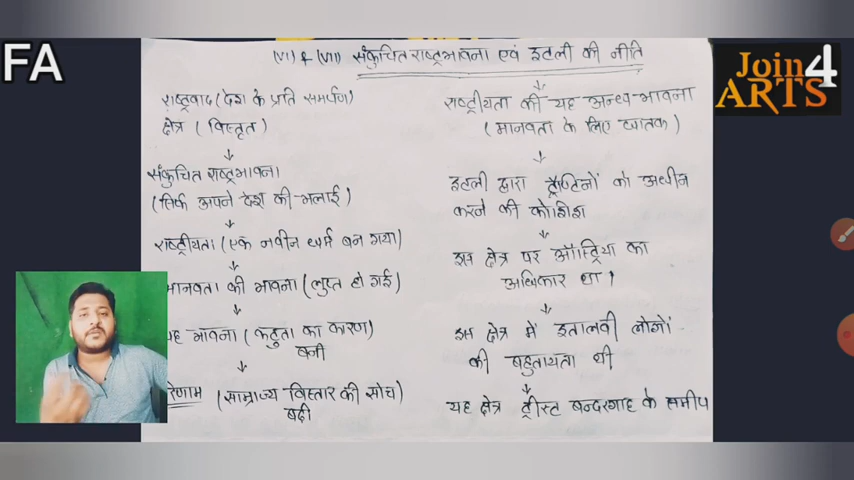 FA
Join 4
ARTS
(VI) & (VII) संकुचित राष्ट्रभावना एवं इटली की नीति
राष्ट्रवाद (देश के प्रति समर्पण)
क्षेत्र (विस्तृत)
↓
संकुचित राष्ट्रभावना
(सिर्फ अपने देश की भलाई)
↓
राष्ट्रीयता (एक नवीन धर्म बन गया)
↓
मानवता की भावना (लुप्त हो गई)
↓
यह भावना (कटुता का कारण)
बनी
↓
रिणाम (साम्राज्य विस्तार की सोच)
बढ़ी
↓
राष्ट्रीयता की यह अन्ध-भावना
(मानवता के लिए घातक)
↓
इटली द्वारा ट्रैण्टिनों को अधीन
करने की कोशिश
↓
इस क्षेत्र पर ऑस्ट्रिया का
अधिकार था।
↓
इस क्षेत्र में इतालवी लोगों
की बहुतायता थी
↓
यह क्षेत्र ट्रीस्ट बन्दरगाह के समीप